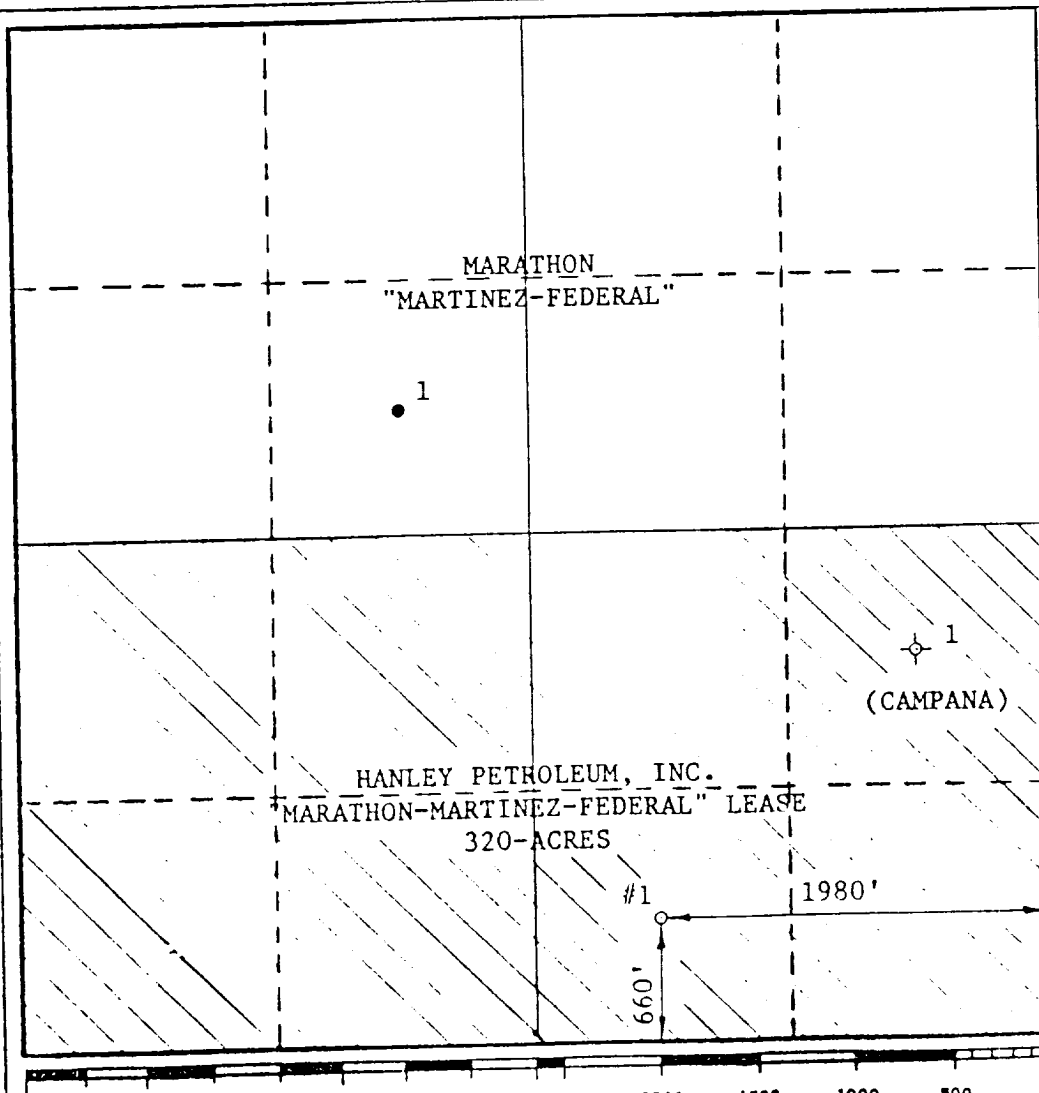 MARATHON
"MARTINEZ-FEDERAL"
1
1
(CAMPANA)
HANLEY PETROLEUM, INC.
"MARATHON-MARTINEZ-FEDERAL" LEASE
320-ACRES
#1
1980'
660'